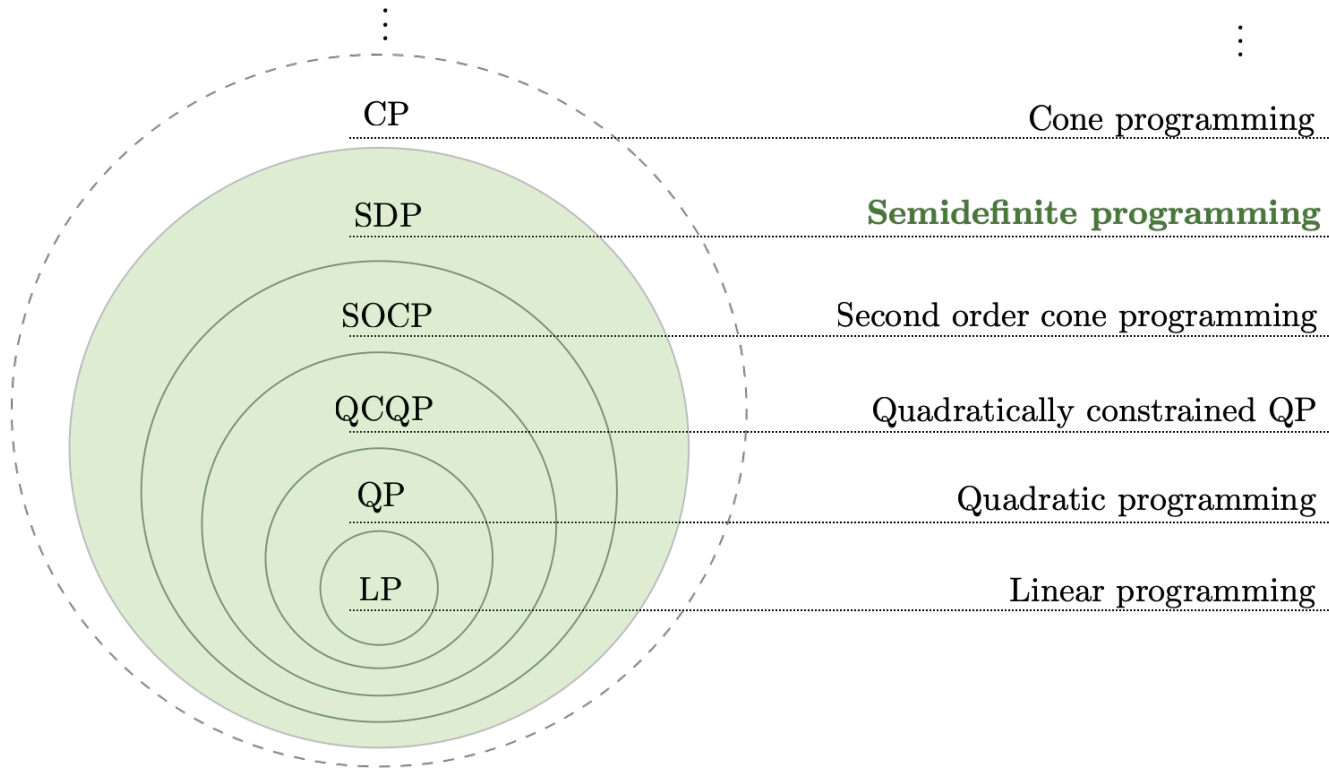 ⋮ ⋮
CP Cone programming
SDP Semidefinite programming
SOCP Second order cone programming
QCQP Quadratically constrained QP
QP Quadratic programming
LP Linear programming